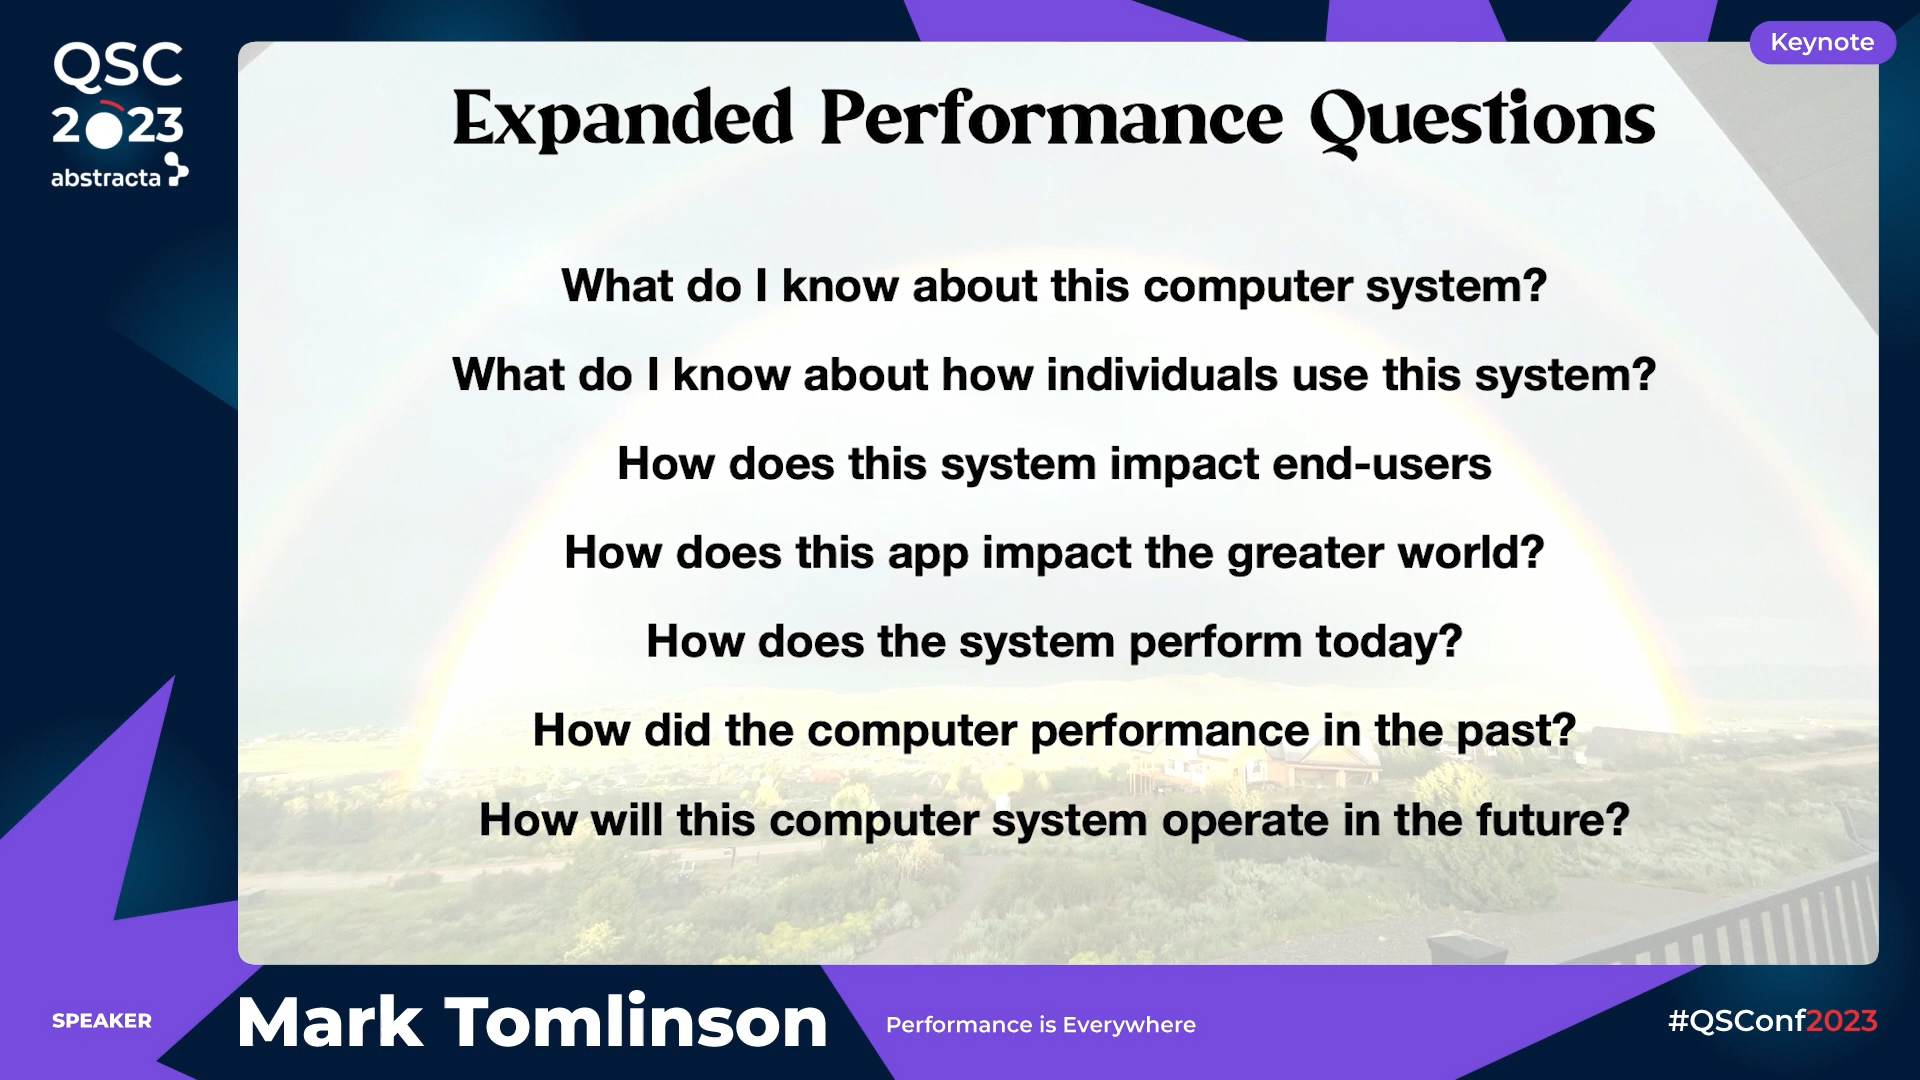 QSC
2023
abstracta
Keynote
Expanded Performance Questions
What do I know about this computer system?
What do I know about how individuals use this system?
How does this system impact end-users
How does this app impact the greater world?
How does the system perform today?
How did the computer performance in the past?
How will this computer system operate in the future?
SPEAKER
Mark Tomlinson
Performance is Everywhere
#QSConf2023